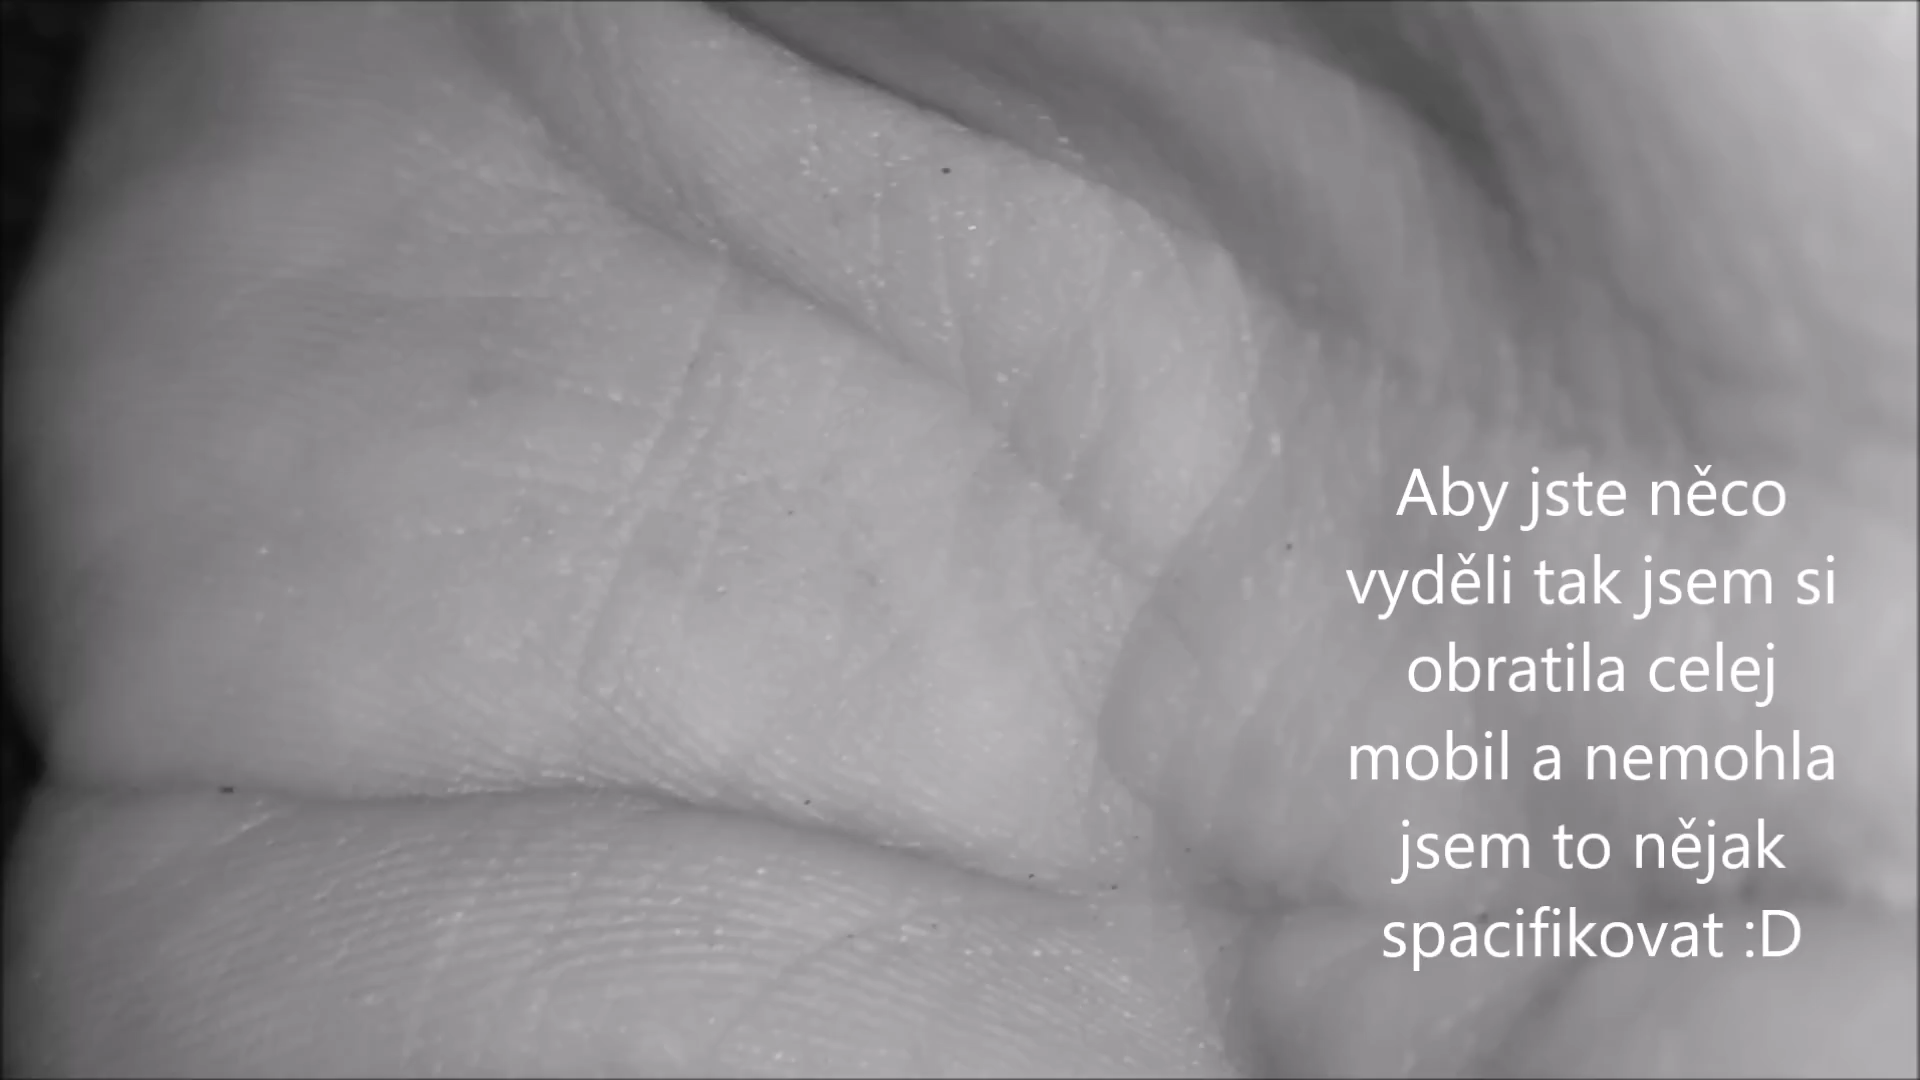 Aby jste něco
vyděli tak jsem si
obratila celej
mobil a nemohla
jsem to nějak
spacifikovat :D